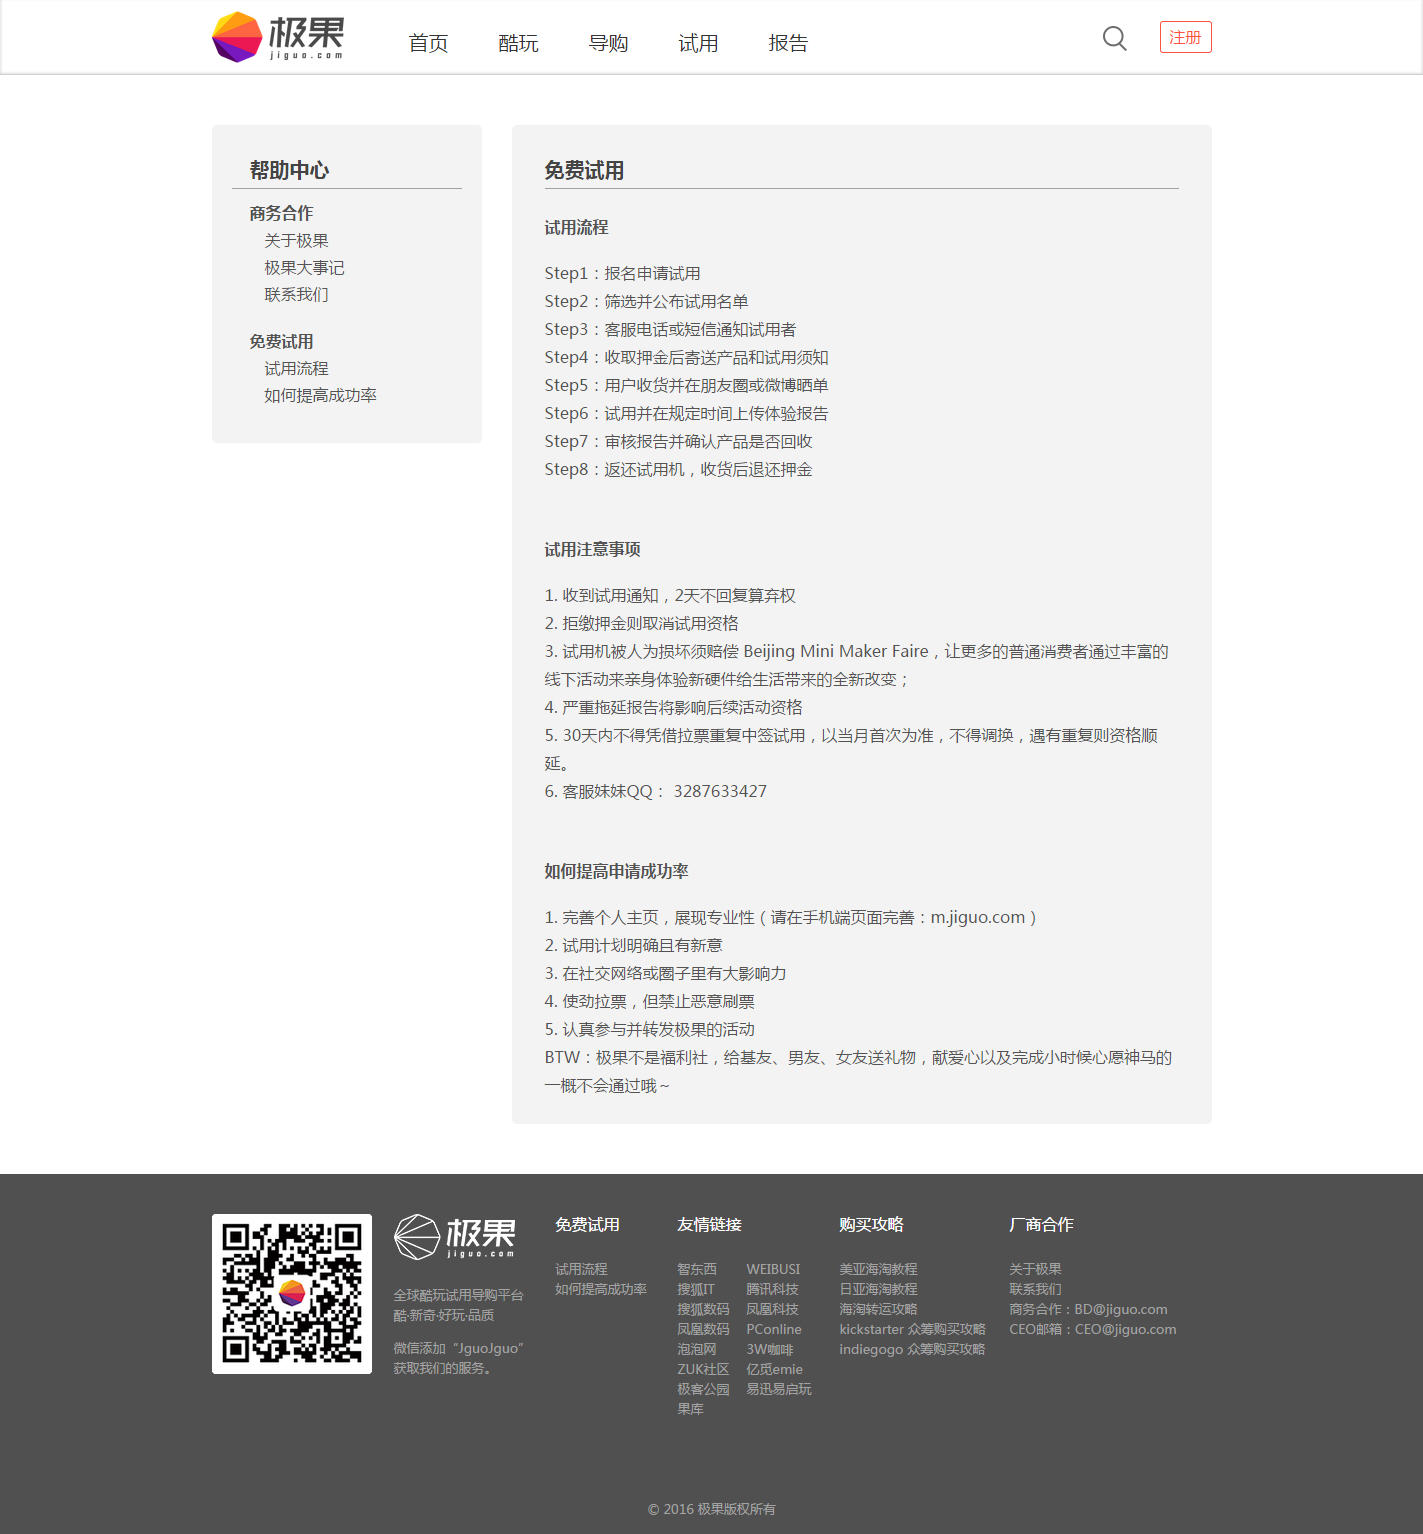 极果
jiguo.com
首页 酷玩 导购 试用 报告
注册
帮助中心
商务合作
关于极果
极果大事记
联系我们
免费试用
试用流程
如何提高成功率
免费试用
试用流程
Step1：报名申请试用
Step2：筛选并公布试用名单
Step3：客服电话或短信通知试用者
Step4：收取押金后寄送产品和试用须知
Step5：用户收货并在朋友圈或微博晒单
Step6：试用并在规定时间上传体验报告
Step7：审核报告并确认产品是否回收
Step8：返还试用机，收货后退还押金
试用注意事项
1. 收到试用通知，2天不回复算弃权
2. 拒缴押金则取消试用资格
3. 试用机被人为损坏须赔偿 Beijing Mini Maker Faire，让更多的普通消费者通过丰富的
线下活动来亲身体验新硬件给生活带来的全新改变；
4. 严重拖延报告将影响后续活动资格
5. 30天内不得凭借拉票重复中签试用，以当月首次为准，不得调换，遇有重复则资格顺
延。
6. 客服妹妹QQ： 3287633427
如何提高申请成功率
1. 完善个人主页，展现专业性（请在手机端页面完善：m.jiguo.com）
2. 试用计划明确且有新意
3. 在社交网络或圈子里有大影响力
4. 使劲拉票，但禁止恶意刷票
5. 认真参与并转发极果的活动
BTW：极果不是福利社，给基友、男友、女友送礼物，献爱心以及完成小时候心愿神马的
一概不会通过哦～
极果
jiguo.com
全球酷玩试用导购平台
酷·新奇·好玩·品质
微信添加“JguoJguo”
获取我们的服务。
免费试用
试用流程
如何提高成功率
友情链接
智东西 WEIBUSI
搜狐IT 腾讯科技
搜狐数码 凤凰科技
凤凰数码 PConline
泡泡网 3W咖啡
ZUK社区 亿觅emie
极客公园 易迅易启玩
果库
购买攻略
美亚海淘教程
日亚海淘教程
海淘转运攻略
kickstarter 众筹购买攻略
indiegogo 众筹购买攻略
厂商合作
关于极果
联系我们
商务合作：BD@jiguo.com
CEO邮箱：CEO@jiguo.com
© 2016 极果版权所有